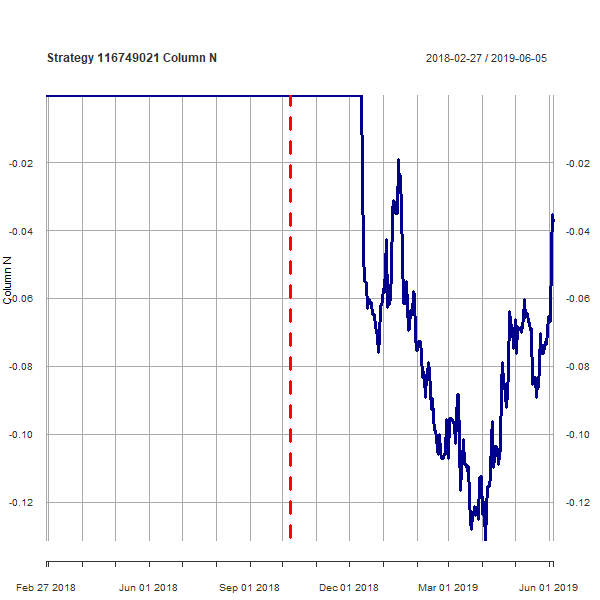 Strategy 116749021 Column N 2018-02-27 / 2019-06-05
-0.02 -0.02
-0.04 -0.04
Column N
-0.06 -0.06
-0.08 -0.08
-0.10 -0.10
-0.12 -0.12
Feb 27 2018 Jun 01 2018 Sep 01 2018 Dec 01 2018 Mar 01 2019 Jun 01 2019